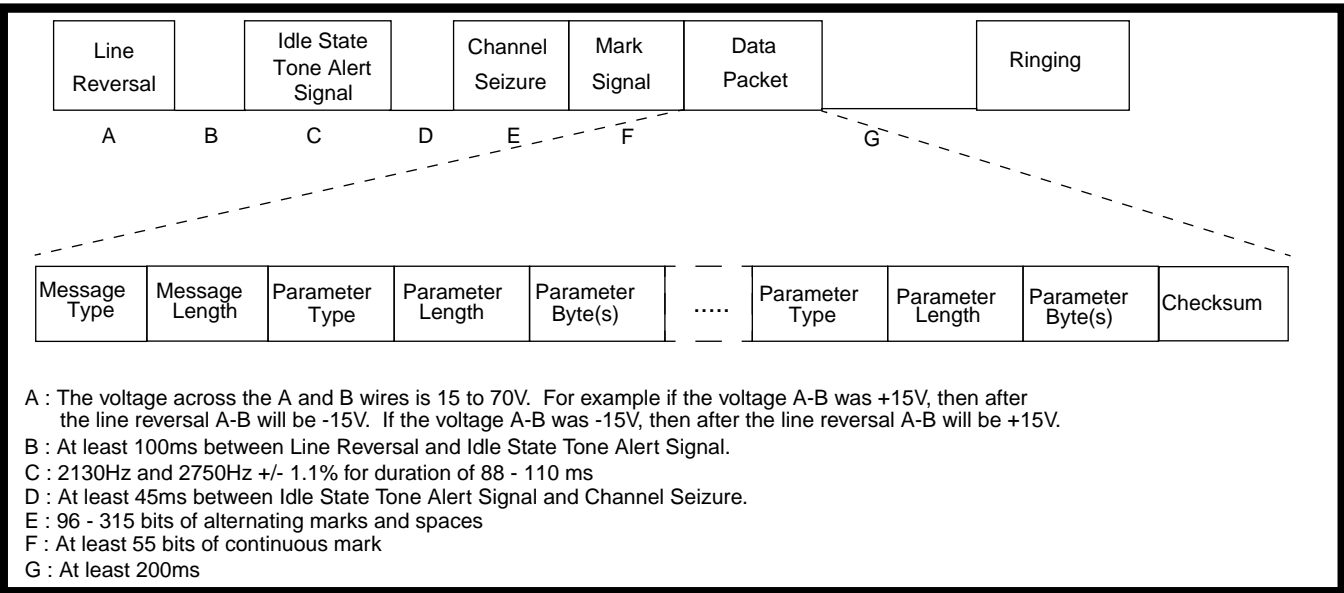 Line
Reversal
Idle State
Tone Alert
Signal
Channel
Seizure
Mark
Signal
Data
Packet
Ringing
A
B
C
D
E
F
G
Message
Type
Message
Length
Parameter
Type
Parameter
Length
Parameter
Byte(s)
.....
Parameter
Type
Parameter
Length
Parameter
Byte(s)
Checksum
A : The voltage across the A and B wires is 15 to 70V. For example if the voltage A-B was +15V, then after
the line reversal A-B will be -15V. If the voltage A-B was -15V, then after the line reversal A-B will be +15V.
B : At least 100ms between Line Reversal and Idle State Tone Alert Signal.
C : 2130Hz and 2750Hz +/- 1.1% for duration of 88 - 110 ms
D : At least 45ms between Idle State Tone Alert Signal and Channel Seizure.
E : 96 - 315 bits of alternating marks and spaces
F : At least 55 bits of continuous mark
G : At least 200ms